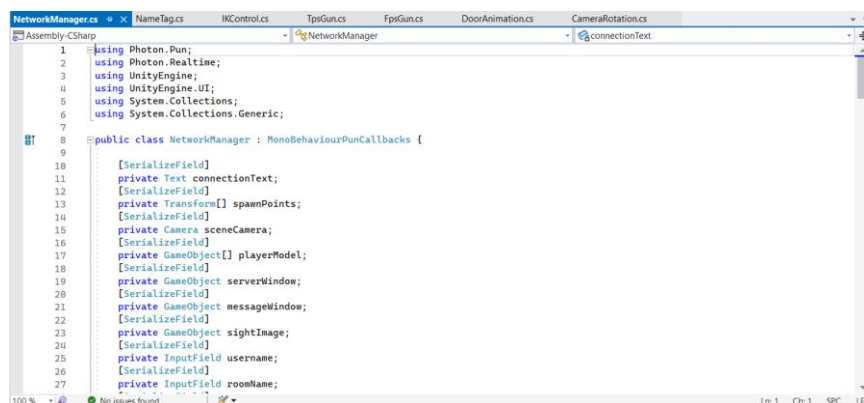 NetworkManager.cs NameTag.cs IKControl.cs TpsGun.cs FpsGun.cs DoorAnimation.cs CameraRotation.cs
Assembly-CSharp NetworkManager connectionText
1 using Photon.Pun;
2 using Photon.Realtime;
3 using UnityEngine;
4 using UnityEngine.UI;
5 using System.Collections;
6 using System.Collections.Generic;
7
8 public class NetworkManager : MonoBehaviourPunCallbacks {
9
10 [SerializeField]
11 private Text connectionText;
12 [SerializeField]
13 private Transform[] spawnPoints;
14 [SerializeField]
15 private Camera sceneCamera;
16 [SerializeField]
17 private GameObject[] playerModel;
18 [SerializeField]
19 private GameObject serverWindow;
20 [SerializeField]
21 private GameObject messageWindow;
22 [SerializeField]
23 private GameObject sightImage;
24 [SerializeField]
25 private InputField username;
26 [SerializeField]
27 private InputField roomName;
100 % No issues found Ln: 1 Ch: 1 SPC